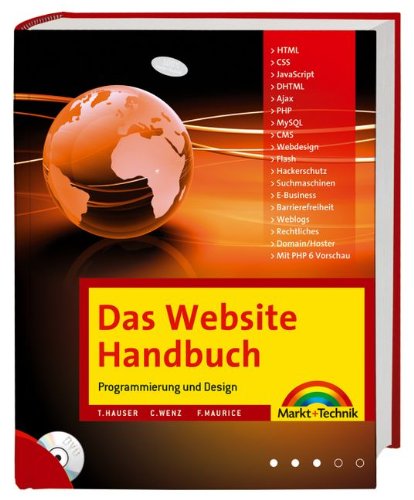 > HTML
> CSS
> JavaScript
> DHTML
> Ajax
> PHP
> MySQL
> CMS
> Webdesign
> Flash
> Hackerschutz
> Suchmaschinen
> E-Business
> Barrierefreiheit
> Weblogs
> Rechtliches
> Domain/Hoster
> Mit PHP 6 Vorschau
Das Website
Handbuch
Programmierung und Design
T.HAUSER C.WENZ F.MAURICE
Markt+Technik
DVD